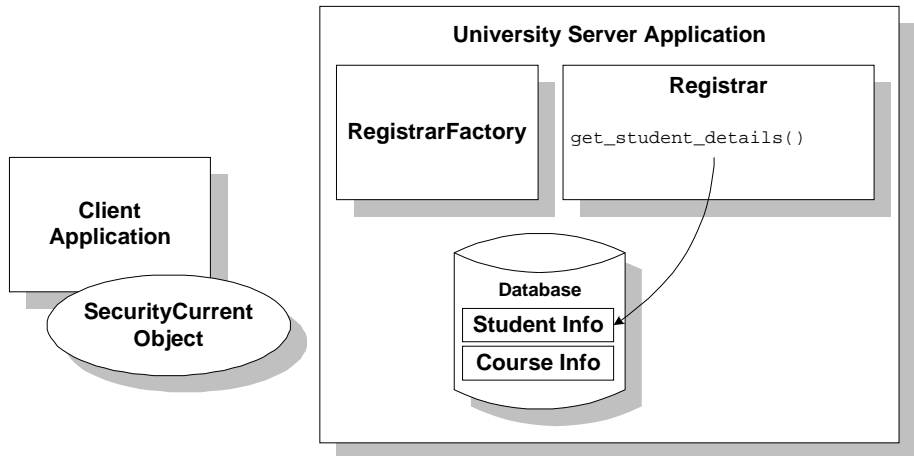 University Server Application
RegistrarFactory
Registrar
get_student_details()
Client
Application
SecurityCurrent
Object
Database
Student Info
Course Info